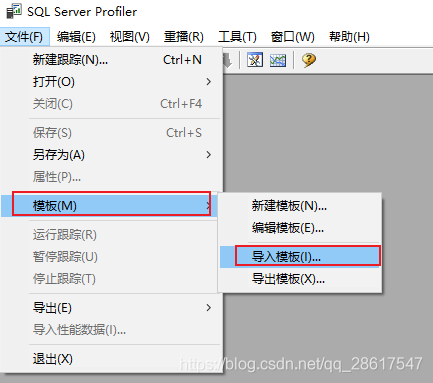 SQL Server Profiler
文件(F) 编辑(E) 视图(V) 重播(R) 工具(T) 窗口(W) 帮助(H)
新建跟踪(N)... Ctrl+N
打开(O)
关闭(C) Ctrl+F4
保存(S) Ctrl+S
另存为(A)
属性(P)...
模板(M)
新建模板(N)...
编辑模板(E)...
导入模板(I)...
导出模板(X)...
运行跟踪(R)
暂停跟踪(U)
停止跟踪(T)
导出(E)
导入性能数据(I)...
退出(X)
https://blog.csdn.net/qq_28617547